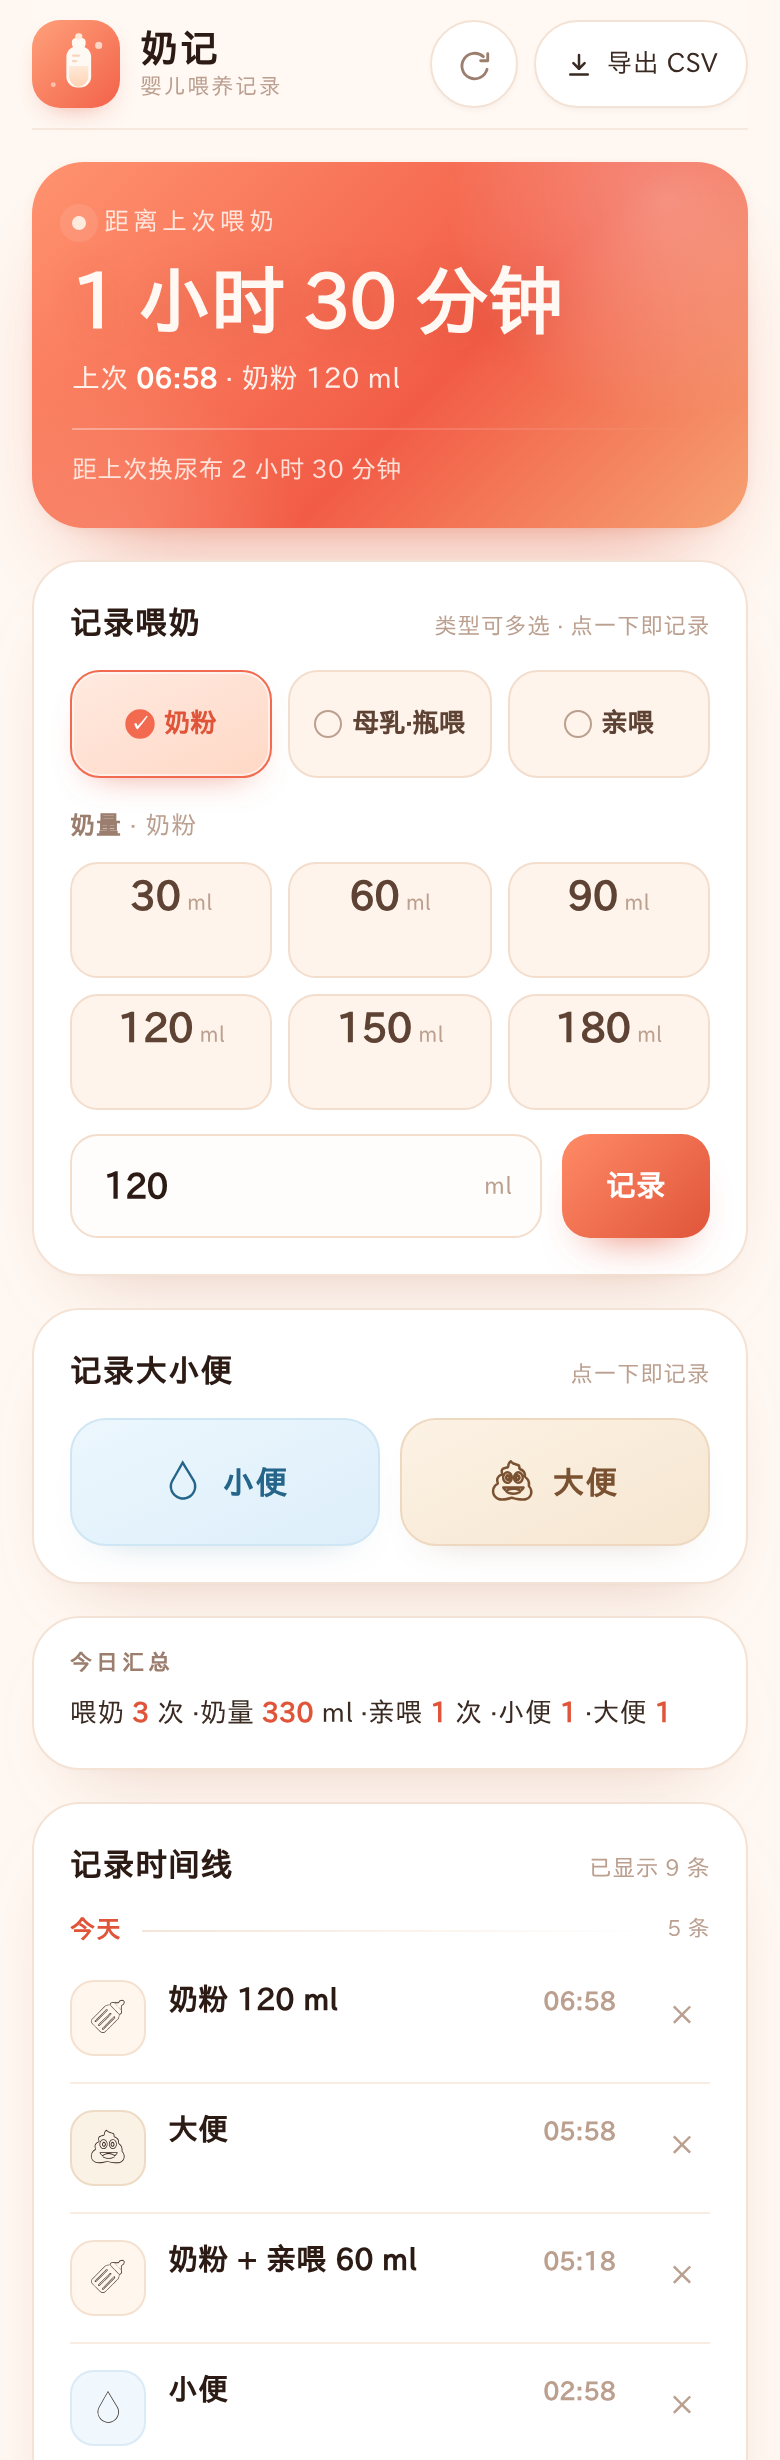 奶记
婴儿喂养记录
导出 CSV
距离上次喂奶
1 小时 30 分钟
上次 06:58 · 奶粉 120 ml
距上次换尿布 2 小时 30 分钟
记录喂奶
类型可多选 · 点一下即记录
奶粉
母乳·瓶喂
亲喂
奶量 · 奶粉
30 ml
60 ml
90 ml
120 ml
150 ml
180 ml
120 ml
记录
记录大小便
点一下即记录
小便
大便
今日汇总
喂奶 3 次 ·奶量 330 ml ·亲喂 1 次 ·小便 1 ·大便 1
记录时间线
已显示 9 条
今天
5 条
奶粉 120 ml
06:58
大便
05:58
奶粉 + 亲喂 60 ml
05:18
小便
02:58